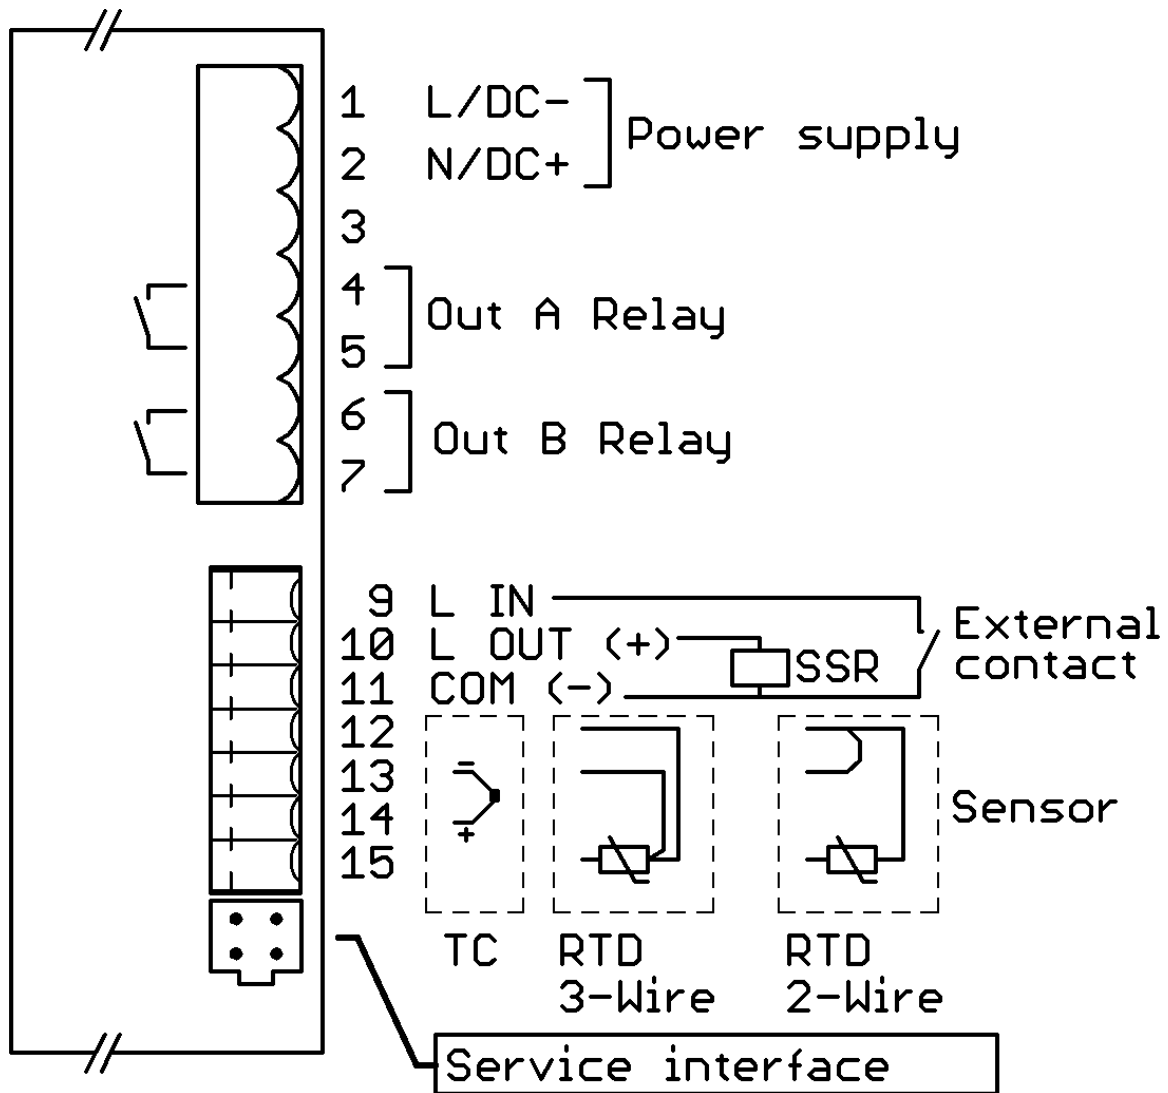 1 L/DC-
2 N/DC+
Power supply
3
4
5
Out A Relay
6
7
Out B Relay
9 L IN
10 L OUT (+)
11 COM (-)
SSR
External
contact
12
13
14
15
-
+
Sensor
TC
RTD
3-Wire
RTD
2-Wire
Service interface